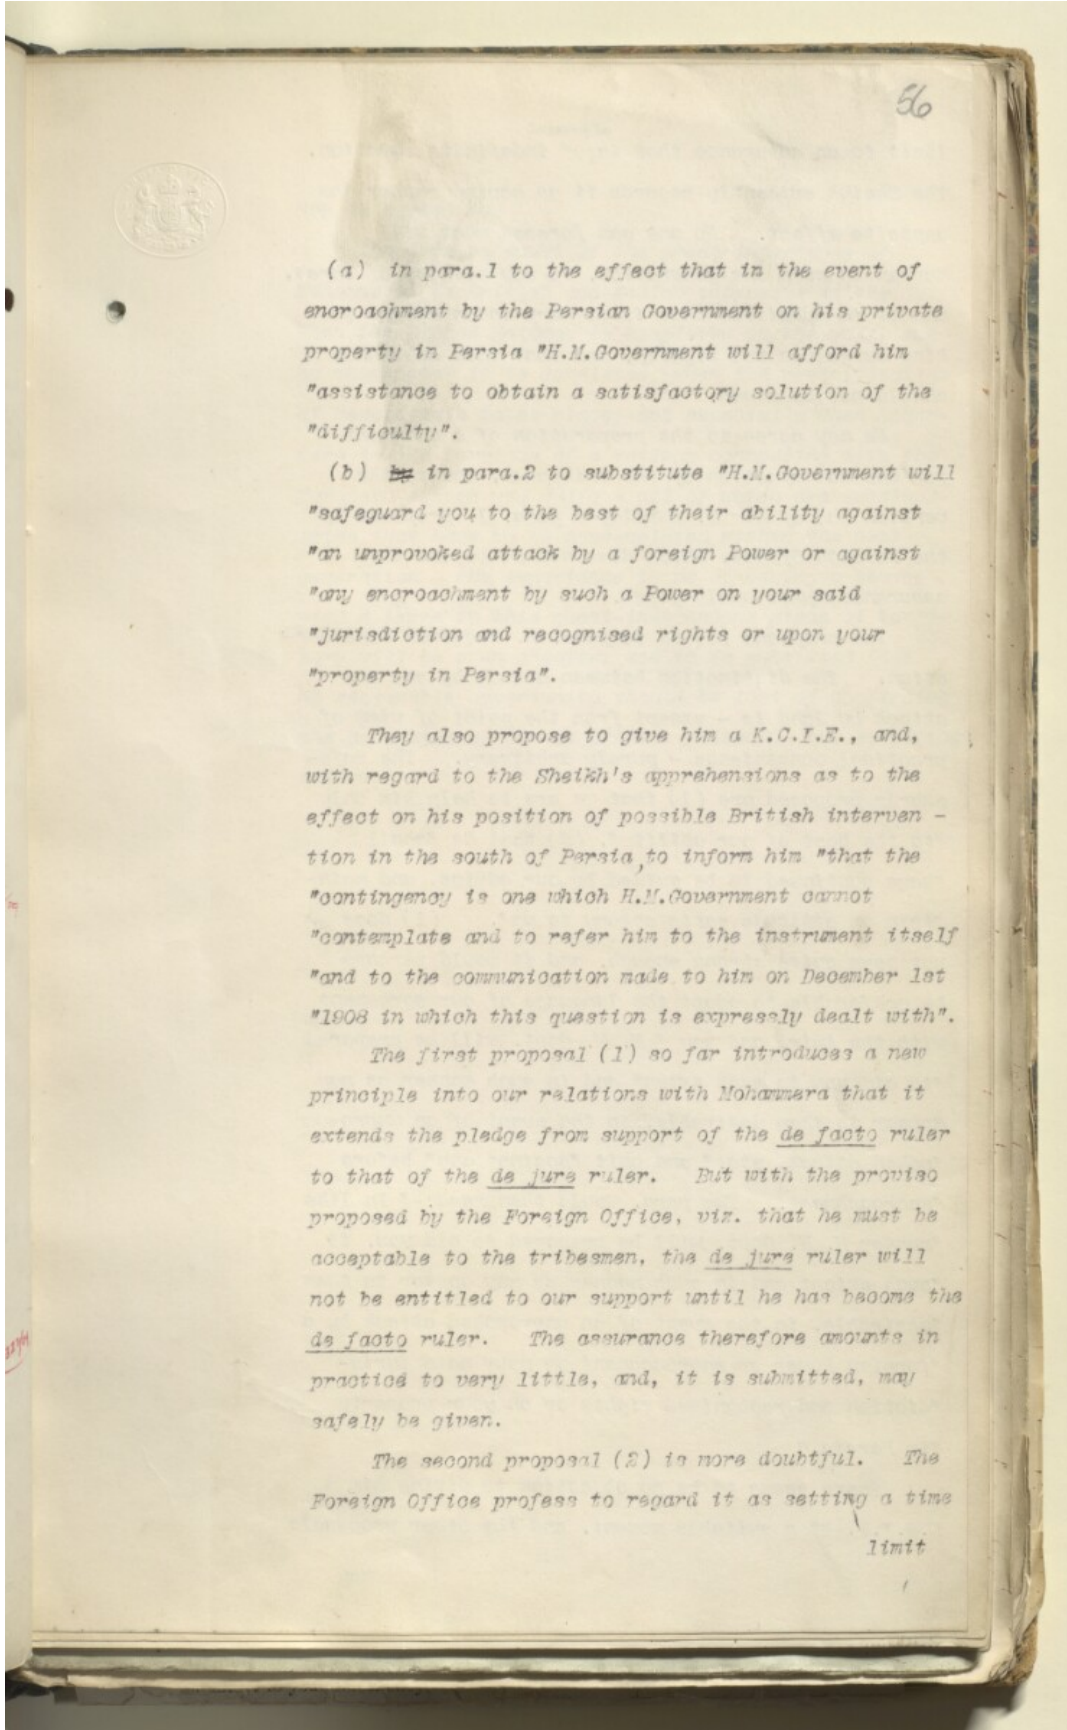 56
(a) in para.1 to the effect that in the event of
encroachment by the Persian Government on his private
property in Persia "H.M.Government will afford him
"assistance to obtain a satisfactory solution of the
"difficulty".
(b) in para.2 to substitute "H.M.Government will
"safeguard you to the best of their ability against
"an unprovoked attack by a foreign Power or against
"any encroachment by such a Power on your said
"jurisdiction and recognised rights or upon your
"property in Persia".
They also propose to give him a K.C.I.E., and,
with regard to the Sheikh's apprehensions as to the
effect on his position of possible British interven -
tion in the south of Persia, to inform him "that the
"contingency is one which H.M.Government cannot
"contemplate and to refer him to the instrument itself
"and to the communication made to him on December 1st
"1908 in which this question is expressly dealt with".
The first proposal (1) so far introduces a new
principle into our relations with Mohammera that it
extends the pledge from support of the de facto ruler
to that of the de jure ruler. But with the proviso
proposed by the Foreign Office, viz. that he must be
acceptable to the tribesmen, the de jure ruler will
not be entitled to our support until he has become the
de facto ruler. The assurance therefore amounts in
practice to very little, and, it is submitted, may
safely be given.
The second proposal (2) is more doubtful. The
Foreign Office profess to regard it as setting a time
limit